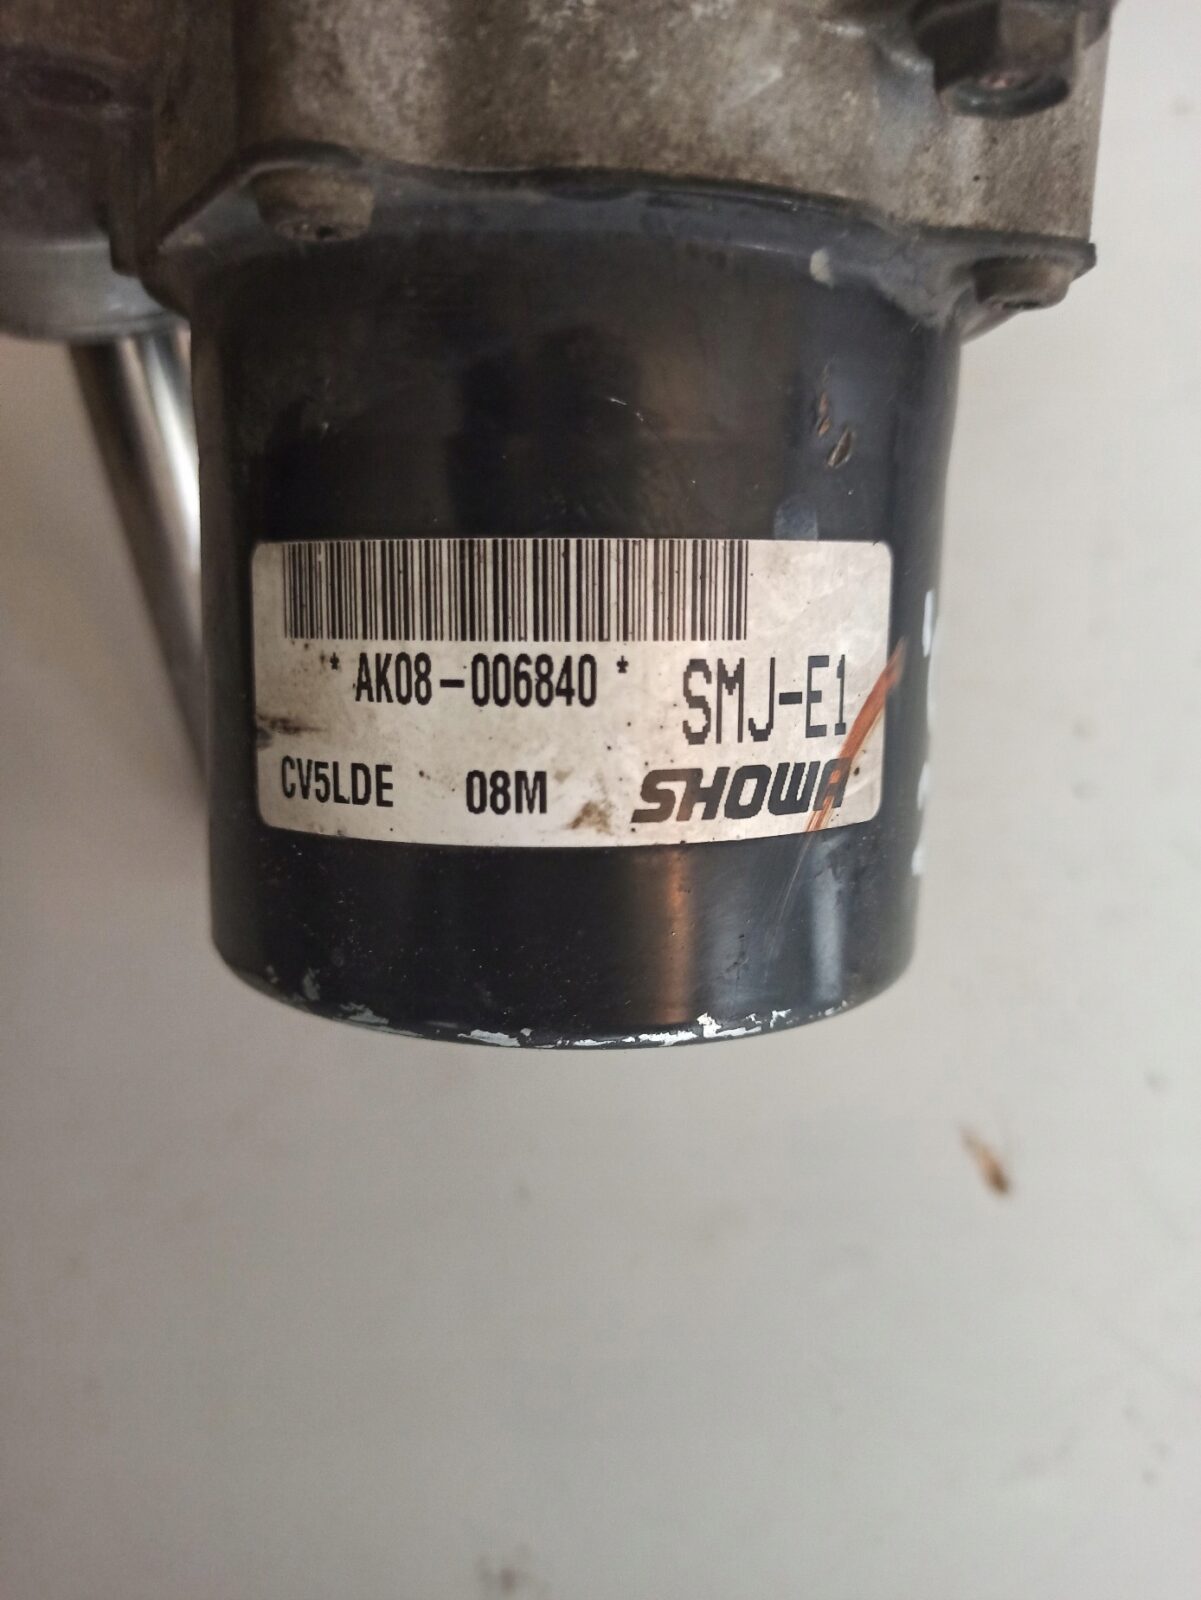 * AK08-006840 *
SMJ-E1
CV5LDE 08M SHOWA